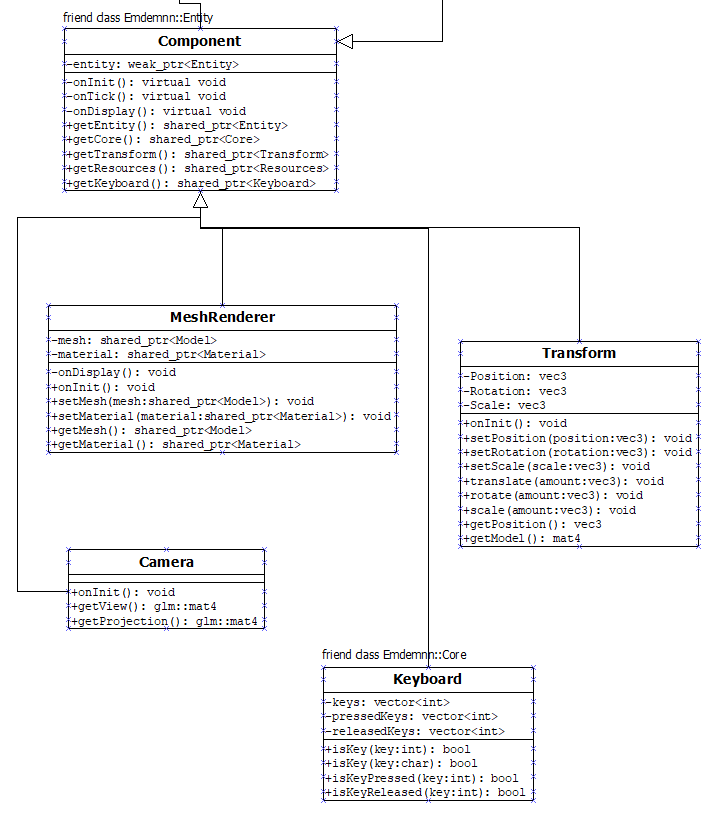 friend class Emdemnn::Entity
Component
-entity: weak_ptr<Entity>
-onInit(): virtual void
-onTick(): virtual void
-onDisplay(): virtual void
+getEntity(): shared_ptr<Entity>
+getCore(): shared_ptr<Core>
+getTransform(): shared_ptr<Transform>
+getResources(): shared_ptr<Resources>
+getKeyboard(): shared_ptr<Keyboard>
MeshRenderer
-mesh: shared_ptr<Model>
-material: shared_ptr<Material>
-onDisplay(): void
+onInit(): void
+setMesh(mesh:shared_ptr<Model>): void
+setMaterial(material:shared_ptr<Material>): void
+getMesh(): shared_ptr<Model>
+getMaterial(): shared_ptr<Material>
Transform
-Position: vec3
-Rotation: vec3
-Scale: vec3
+onInit(): void
+setPosition(position:vec3): void
+setRotation(rotation:vec3): void
+setScale(scale:vec3): void
+translate(amount:vec3): void
+rotate(amount:vec3): void
+scale(amount:vec3): void
+getPosition(): vec3
+getModel(): mat4
Camera
+onInit(): void
+getView(): glm::mat4
+getProjection(): glm::mat4
friend class Emdemnn::Core
Keyboard
-keys: vector<int>
-pressedKeys: vector<int>
-releasedKeys: vector<int>
+isKey(key:int): bool
+isKey(key:char): bool
+isKeyPressed(key:int): bool
+isKeyReleased(key:int): bool